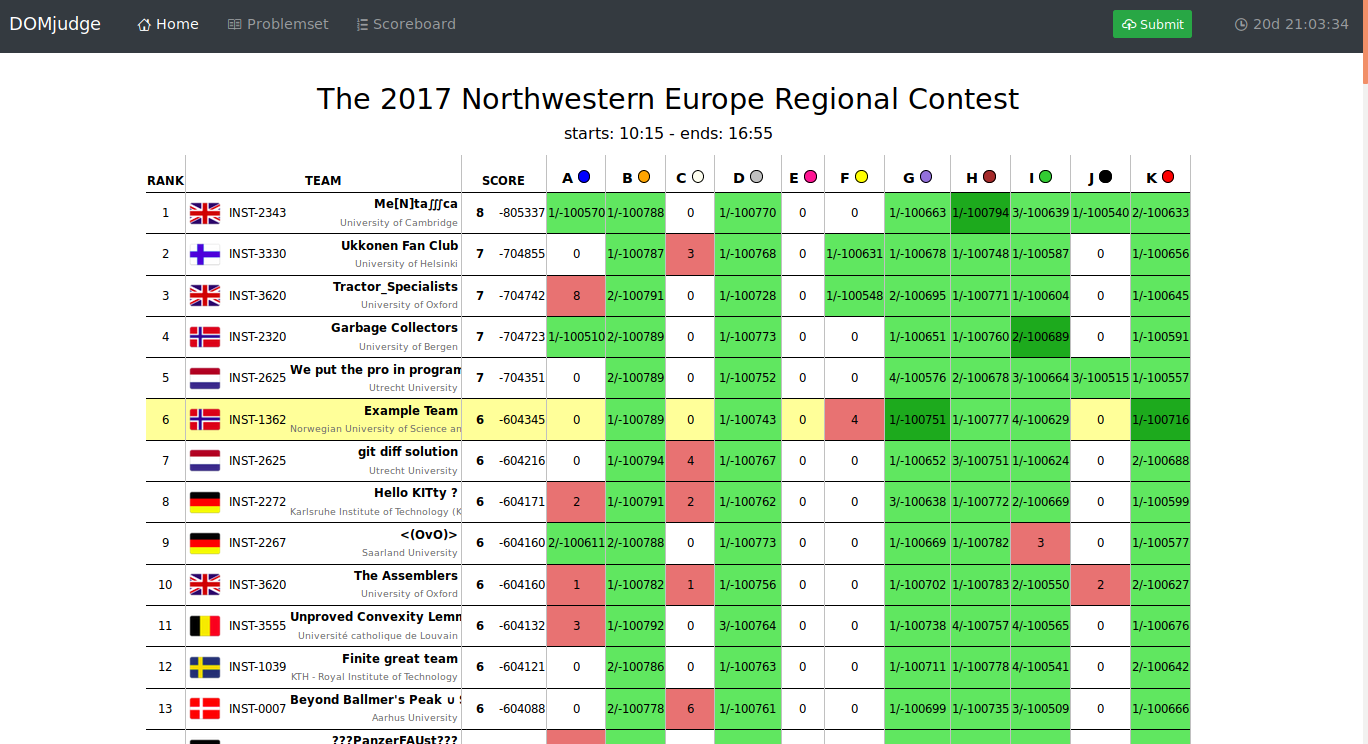 DOMjudge Home Problemset Scoreboard Submit 20d 21:03:34
The 2017 Northwestern Europe Regional Contest
starts: 10:15 - ends: 16:55
RANK TEAM SCORE A B C D E F G H I J K
1 INST-2343 Me[N]ta∫∫∫ca 8 -805337 1/-100570 1/-100788 0 1/-100770 0 0 1/-100663 1/-100794 3/-100639 1/-100540 2/-100633
University of Cambridge
2 INST-3330 Ukkonen Fan Club 7 -704855 0 1/-100787 3 1/-100768 0 1/-100631 1/-100678 1/-100748 1/-100587 0 1/-100656
University of Helsinki
3 INST-3620 Tractor_Specialists 7 -704742 8 2/-100791 0 1/-100728 0 1/-100548 2/-100695 1/-100771 1/-100604 0 1/-100645
University of Oxford
4 INST-2320 Garbage Collectors 7 -704723 1/-100510 2/-100789 0 1/-100773 0 0 1/-100651 1/-100760 2/-100689 0 1/-100591
University of Bergen
5 INST-2625 We put the pro in program 7 -704351 0 2/-100789 0 1/-100752 0 0 4/-100576 2/-100678 3/-100664 3/-100515 1/-100557
Utrecht University
6 INST-1362 Example Team 6 -604345 0 1/-100789 0 1/-100743 0 4 1/-100751 1/-100777 4/-100629 0 1/-100716
Norwegian University of Science an
7 INST-2625 git diff solution 6 -604216 0 1/-100794 4 1/-100767 0 0 1/-100652 3/-100751 1/-100624 0 2/-100688
Utrecht University
8 INST-2272 Hello KITty ? 6 -604171 2 1/-100791 2 1/-100762 0 0 3/-100638 1/-100772 2/-100669 0 1/-100599
Karlsruhe Institute of Technology (K
9 INST-2267 <(OvO)> 6 -604160 2/-100611 2/-100788 0 1/-100773 0 0 1/-100669 1/-100782 3 0 1/-100577
Saarland University
10 INST-3620 The Assemblers 6 -604160 1 1/-100782 1 1/-100756 0 0 1/-100702 1/-100783 2/-100550 2 2/-100627
University of Oxford
11 INST-3555 Unproved Convexity Lemm 6 -604132 3 1/-100792 0 3/-100764 0 0 1/-100738 4/-100757 4/-100565 0 1/-100676
Université catholique de Louvain
12 INST-1039 Finite great team 6 -604121 0 2/-100786 0 1/-100763 0 0 1/-100711 1/-100778 4/-100541 0 2/-100642
KTH - Royal Institute of Technology
13 INST-0007 Beyond Ballmer's Peak ∪ 6 -604088 0 2/-100778 6 1/-100761 0 0 1/-100699 1/-100735 3/-100509 0 1/-100666
Aarhus University
???PanzerFAUst???